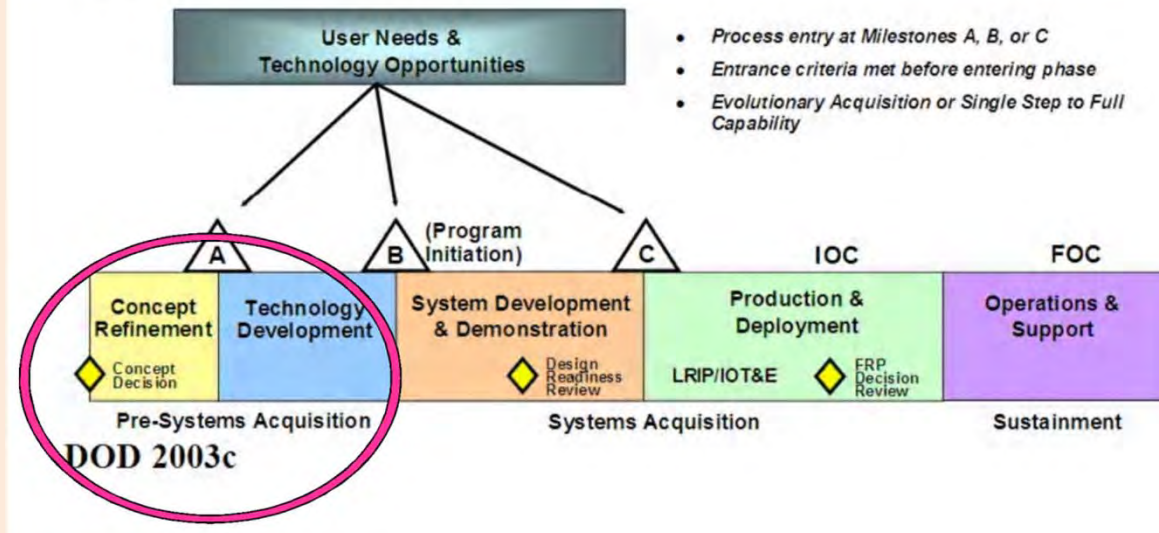 User Needs &
Technology Opportunities
• Process entry at Milestones A, B, or C
• Entrance criteria met before entering phase
• Evolutionary Acquisition or Single Step to Full
Capability
A
B
(Program
Initiation)
C
IOC
FOC
Concept
Refinement
Technology
Development
System Development
& Demonstration
Production &
Deployment
Operations &
Support
Concept
Decision
Design
Readiness
Review
LRIP/IOT&E
FRP
Decision
Review
Pre-Systems Acquisition
Systems Acquisition
Sustainment
DOD 2003c